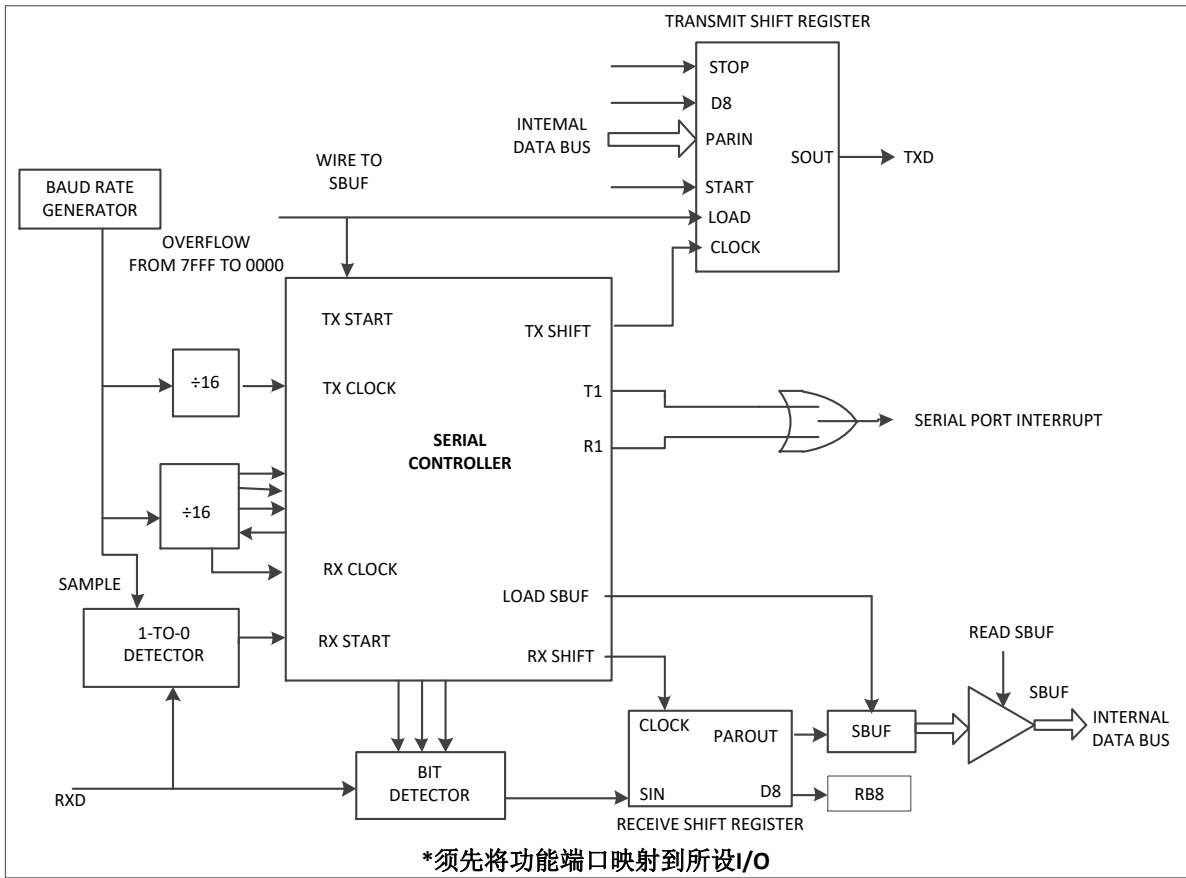 TRANSMIT SHIFT REGISTER
STOP
D8
INTEMAL
DATA BUS
PARIN
SOUT
TXD
START
LOAD
CLOCK
WIRE TO
SBUF
BAUD RATE
GENERATOR
OVERFLOW
FROM 7FFF TO 0000
TX START
TX SHIFT
÷16
TX CLOCK
T1
SERIAL PORT INTERRUPT
R1
SERIAL
CONTROLLER
÷16
RX CLOCK
SAMPLE
LOAD SBUF
1-TO-0
DETECTOR
RX START
RX SHIFT
READ SBUF
SBUF
CLOCK
PAROUT
SBUF
INTERNAL
DATA BUS
BIT
DETECTOR
RXD
SIN
D8
RB8
RECEIVE SHIFT REGISTER
*须先将功能端口映射到所设I/O